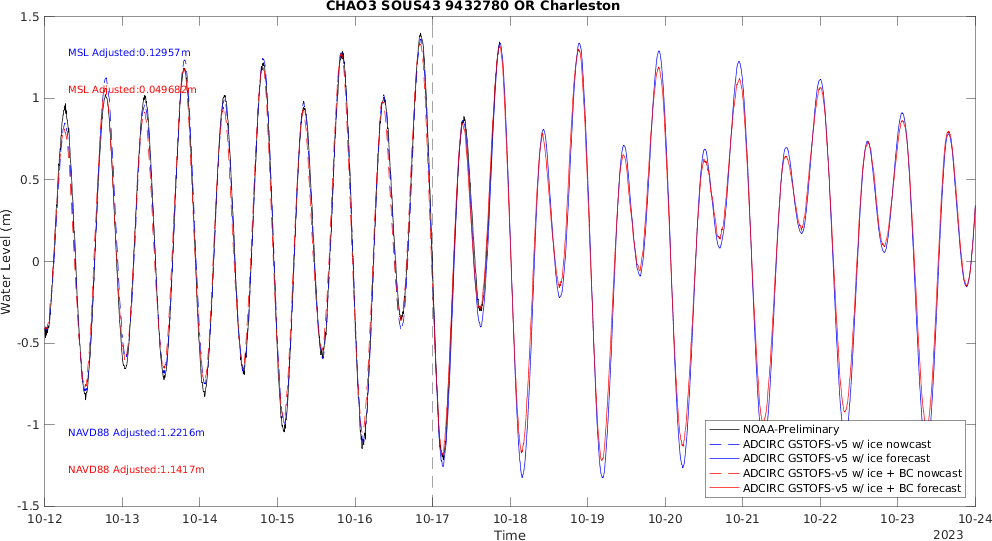 CHAO3 SOUS43 9432780 OR Charleston
1.5
1
0.5
0
-0.5
-1
-1.5
Water Level (m)
MSL Adjusted:0.12957m
MSL Adjusted:0.049682m
NAVD88 Adjusted:1.2216m
NAVD88 Adjusted:1.1417m
NOAA-Preliminary
ADCIRC GSTOFS-v5 w/ ice nowcast
ADCIRC GSTOFS-v5 w/ ice forecast
ADCIRC GSTOFS-v5 w/ ice + BC nowcast
ADCIRC GSTOFS-v5 w/ ice + BC forecast
10-12 10-13 10-14 10-15 10-16 10-17 10-18 10-19 10-20 10-21 10-22 10-23 10-24
Time
2023